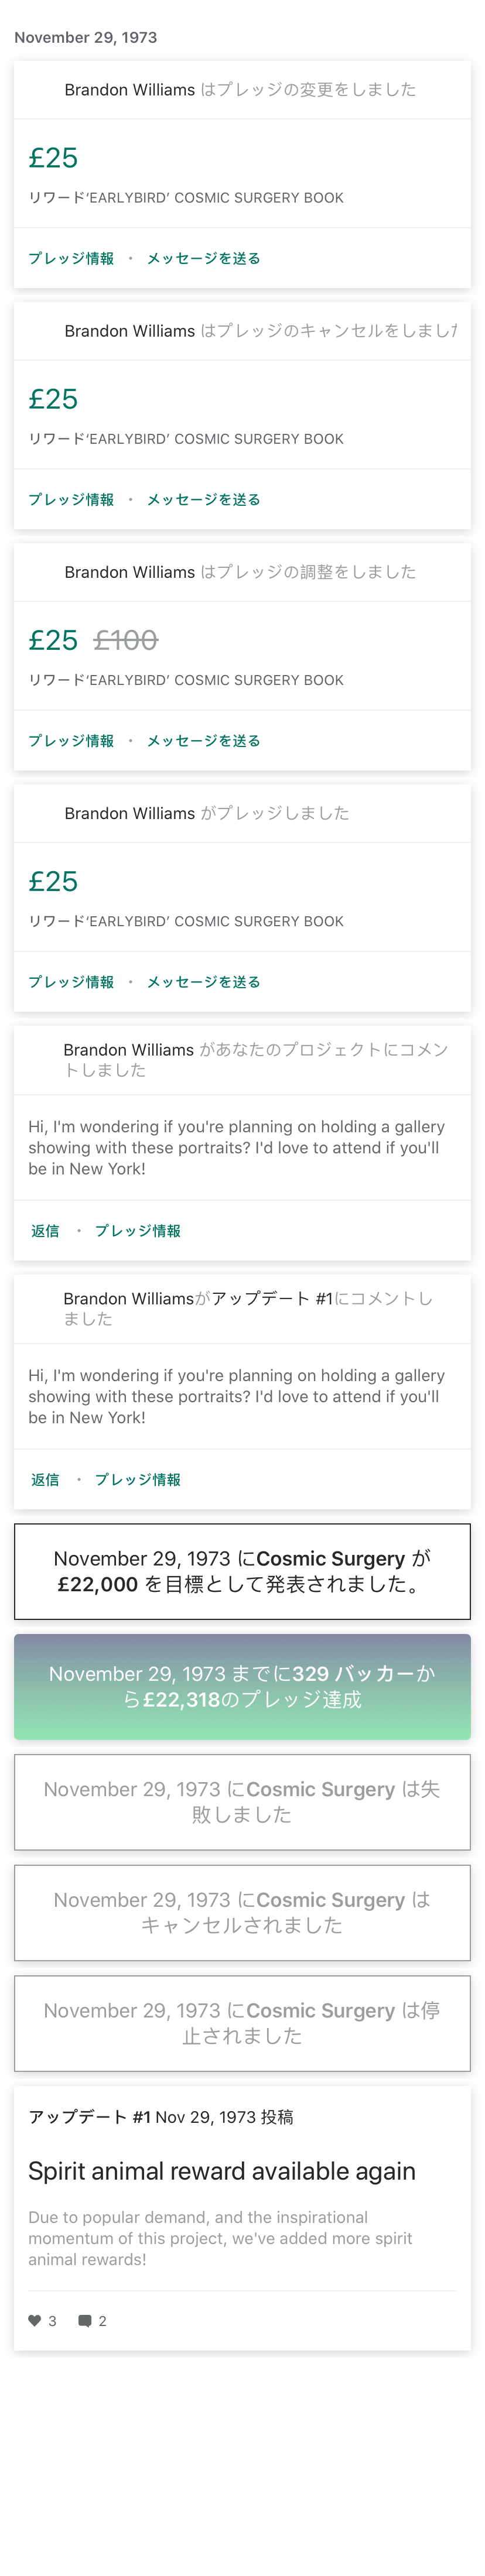 November 29, 1973
Brandon Williams はプレッジの変更をしました
£25
リワード‘EARLYBIRD’ COSMIC SURGERY BOOK
プレッジ情報 ・ メッセージを送る
Brandon Williams はプレッジのキャンセルをしました
£25
リワード‘EARLYBIRD’ COSMIC SURGERY BOOK
プレッジ情報 ・ メッセージを送る
Brandon Williams はプレッジの調整をしました
£25 £100
リワード‘EARLYBIRD’ COSMIC SURGERY BOOK
プレッジ情報 ・ メッセージを送る
Brandon Williams がプレッジしました
£25
リワード‘EARLYBIRD’ COSMIC SURGERY BOOK
プレッジ情報 ・ メッセージを送る
Brandon Williams があなたのプロジェクトにコメン
トしました
Hi, I'm wondering if you're planning on holding a gallery
showing with these portraits? I'd love to attend if you'll
be in New York!
返信 ・ プレッジ情報
Brandon Williamsがアップデート #1にコメントし
ました
Hi, I'm wondering if you're planning on holding a gallery
showing with these portraits? I'd love to attend if you'll
be in New York!
返信 ・ プレッジ情報
November 29, 1973 にCosmic Surgery が
£22,000 を目標として発表されました。
November 29, 1973 までに329 バッカーか
ら£22,318のプレッジ達成
November 29, 1973 にCosmic Surgery は失
敗しました
November 29, 1973 にCosmic Surgery は
キャンセルされました
November 29, 1973 にCosmic Surgery は停
止されました
アップデート #1 Nov 29, 1973 投稿
Spirit animal reward available again
Due to popular demand, and the inspirational
momentum of this project, we've added more spirit
animal rewards!
3 2